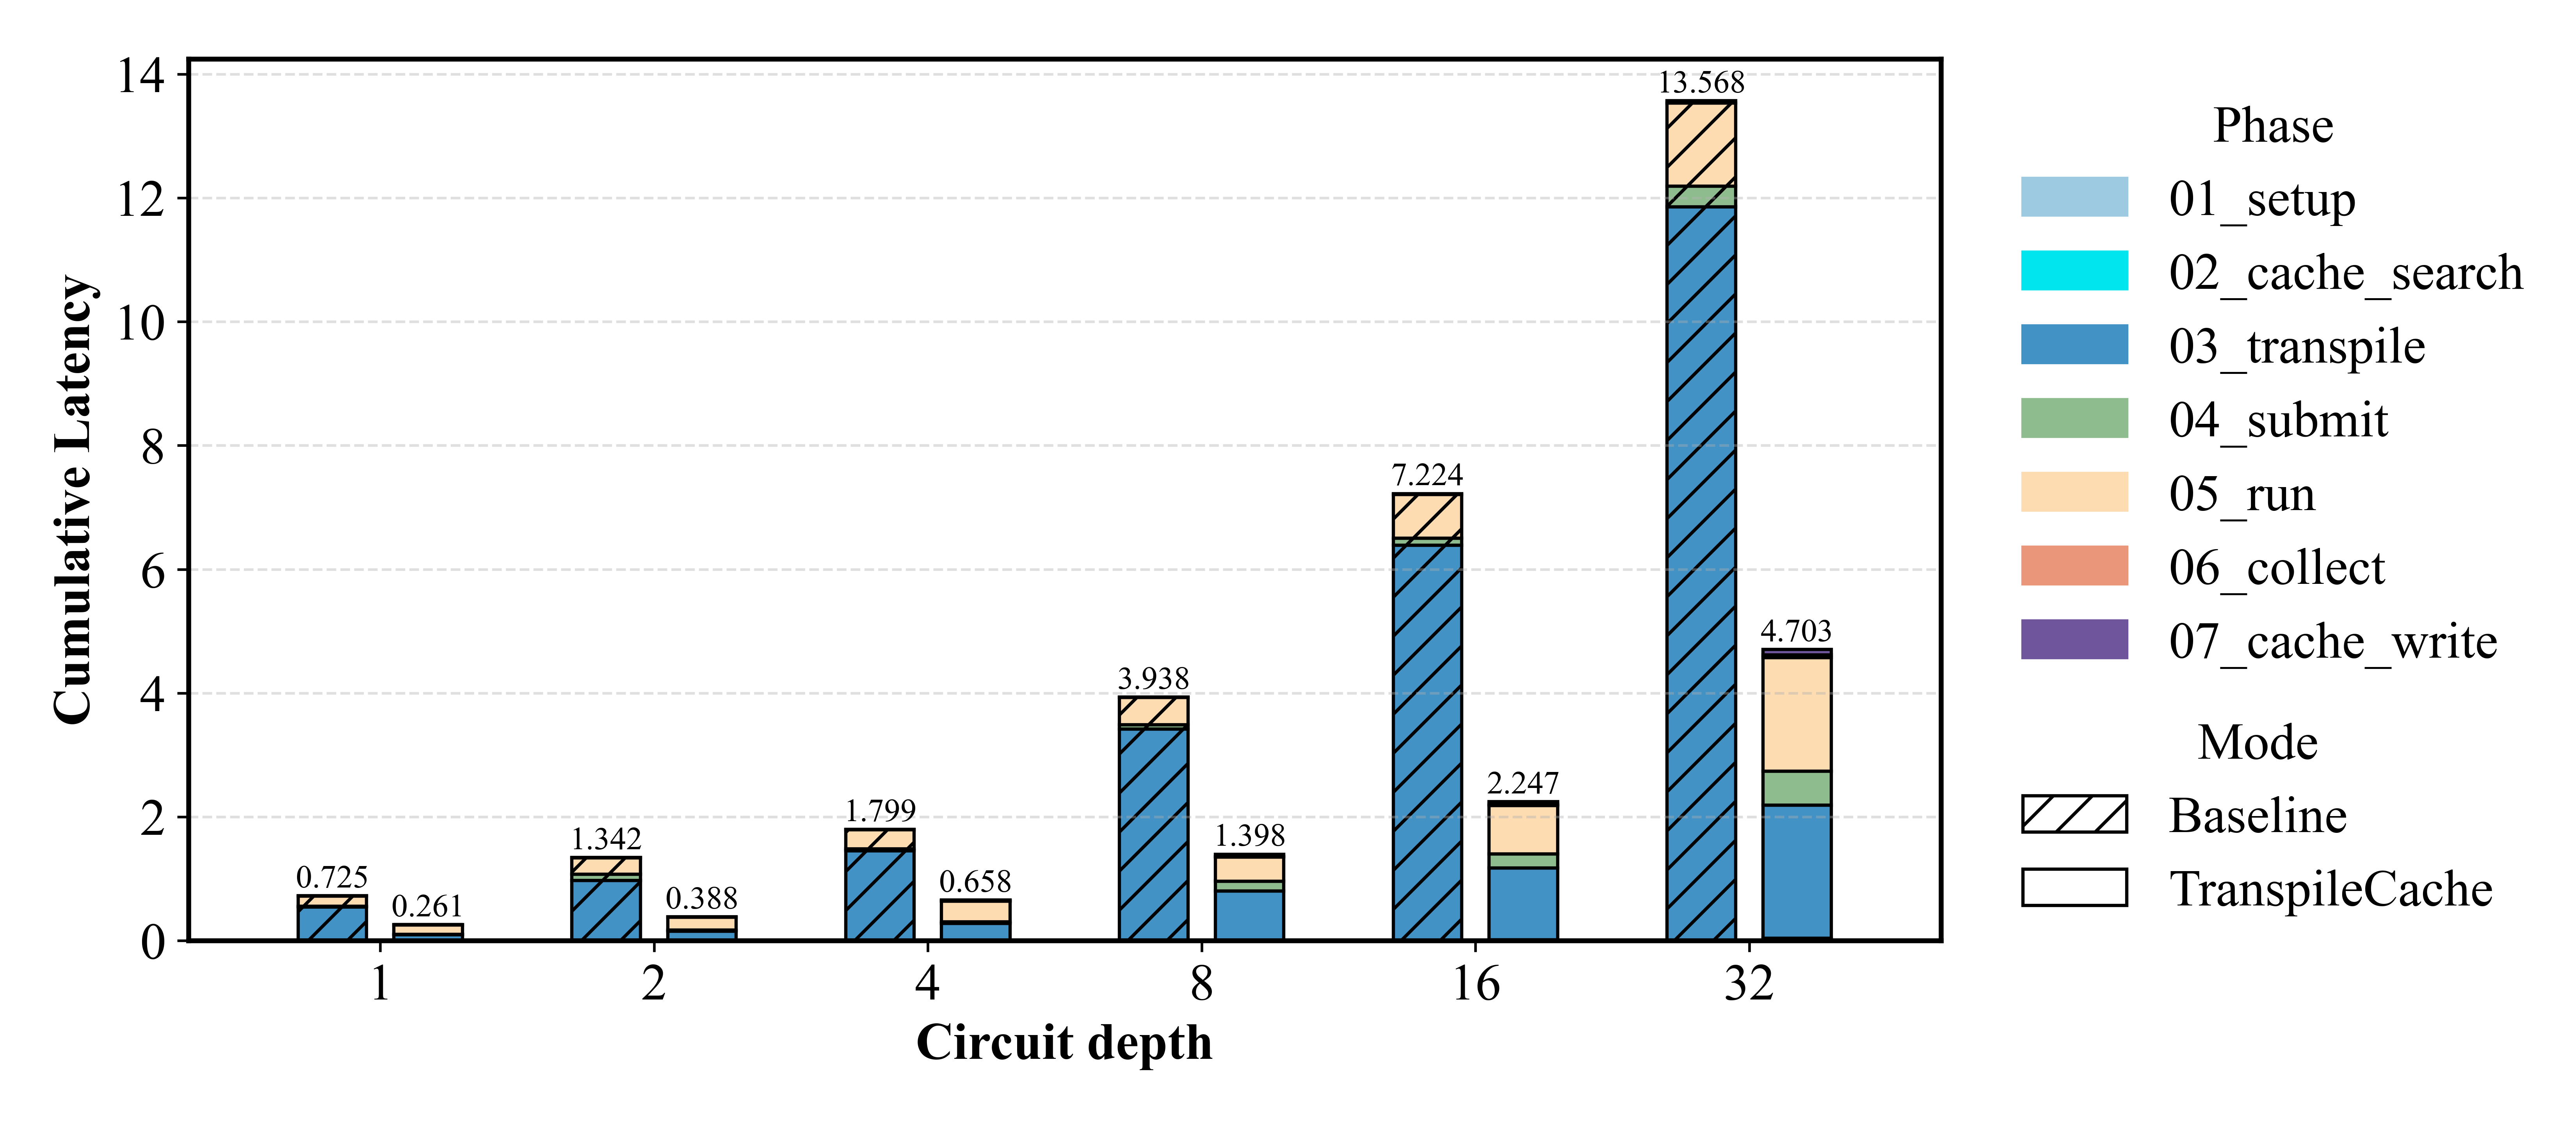 14
12
10
8
6
4
2
0
Cumulative Latency
0.725
0.261
1.342
0.388
1.799
0.658
3.938
1.398
7.224
2.247
13.568
4.703
1
2
4
8
16
32
Circuit depth
Phase
01_setup
02_cache_search
03_transpile
04_submit
05_run
06_collect
07_cache_write
Mode
Baseline
TranspileCache